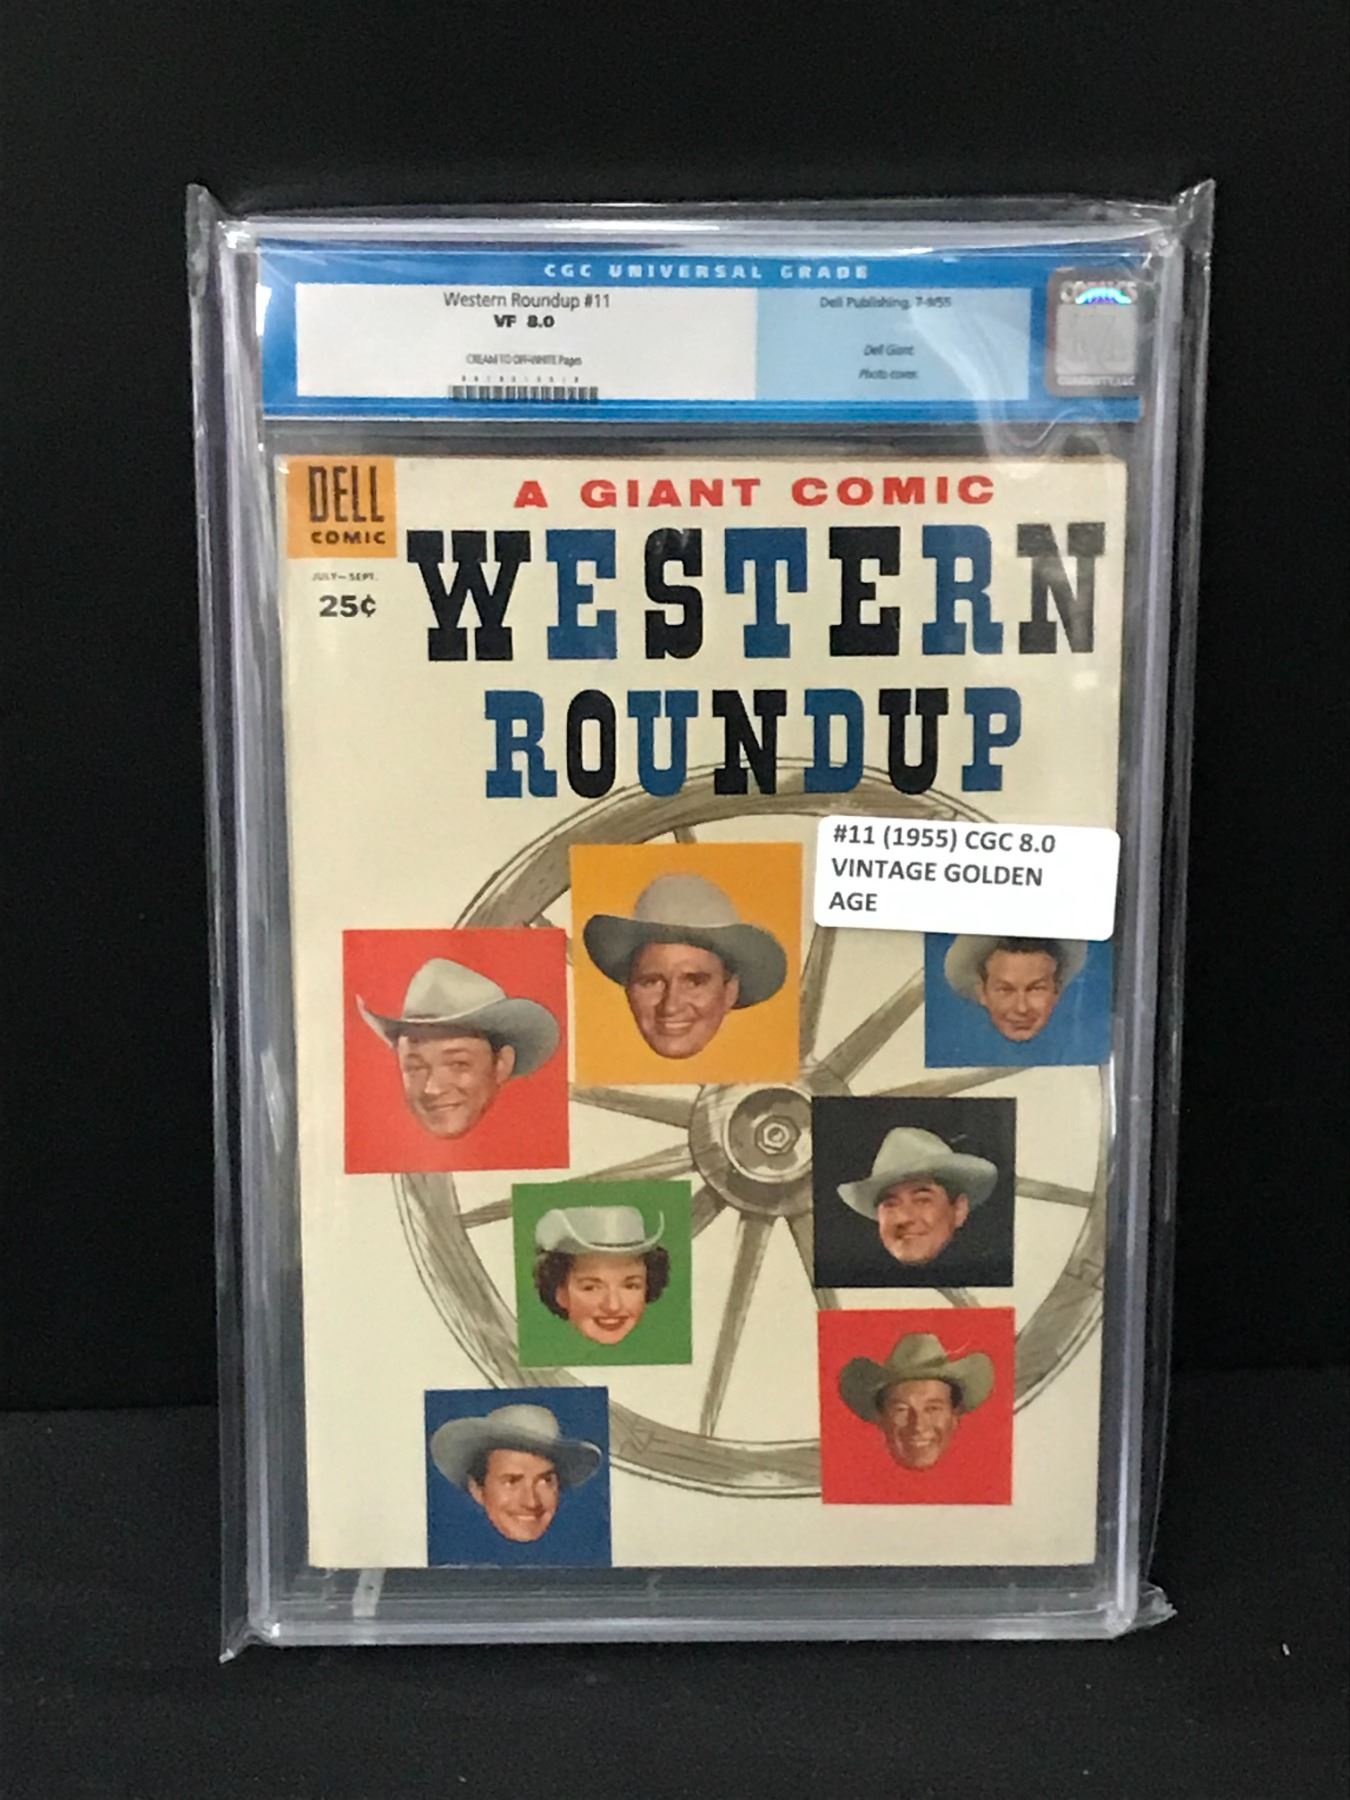 CGC UNIVERSAL GRADE
Western Roundup #11
VF 8.0
CREAM TO OFF-WHITE Pages
Dell Publishing, 7-9/55
Dell Giant
Photo cover.
COMICS
DELL
COMIC
JULY–SEPT.
25¢
A GIANT COMIC
WESTERN
ROUNDUP
#11 (1955) CGC 8.0
VINTAGE GOLDEN
AGE